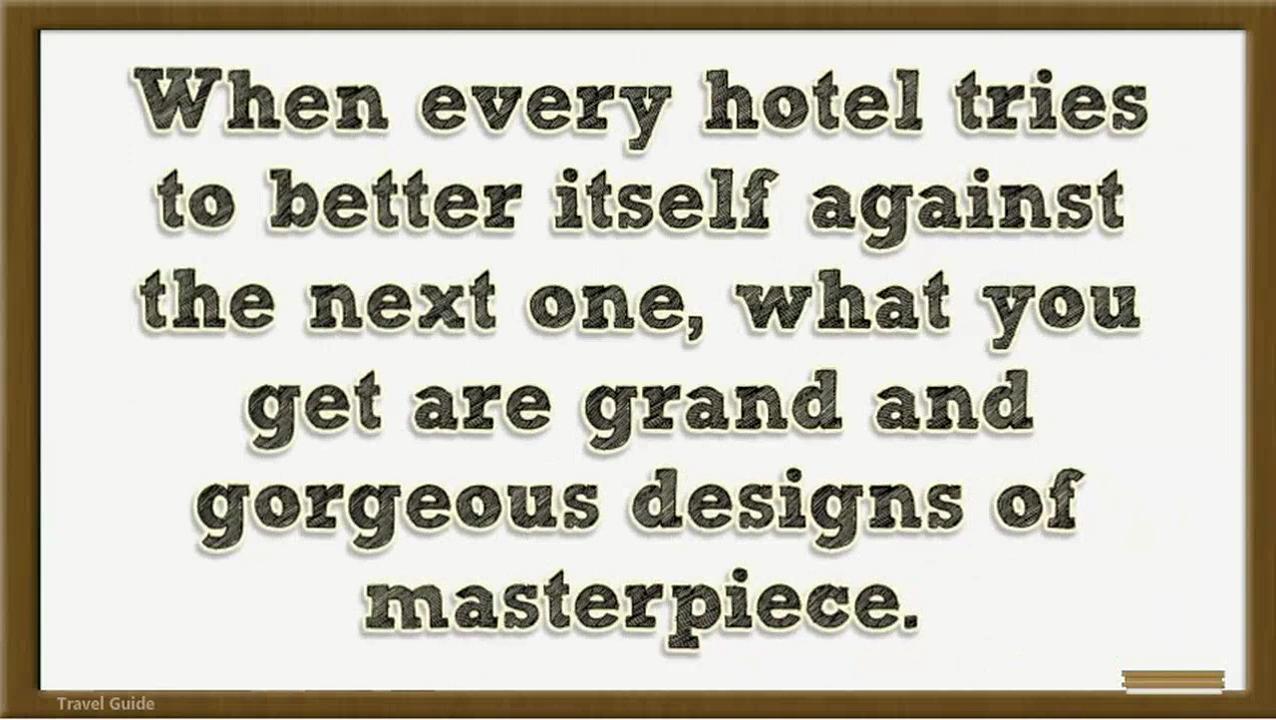 When every hotel tries
to better itself against
the next one, what you
get are grand and
gorgeous designs of
masterpiece.
Travel Guide